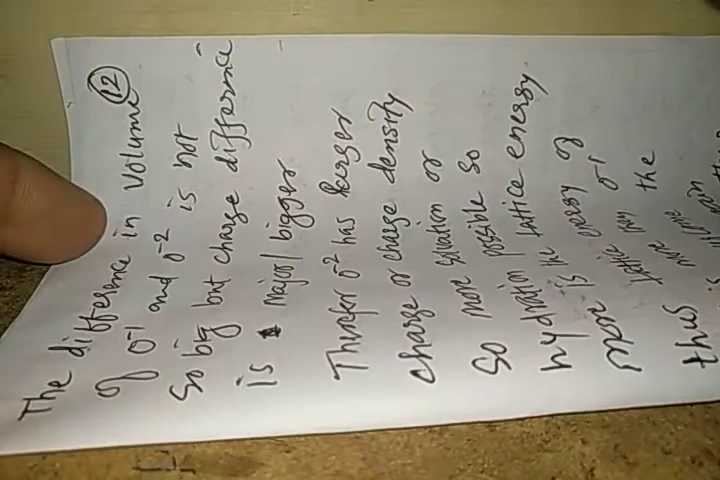 12
The difference in volume
of O-1 and O-2 is not
so big but charge difference
is major/bigger
Therefor O-2 has larger
charge or charge density
so more solvation or
hydration possible so
more is the lattice energy
energy of
ion O-1
thus more the